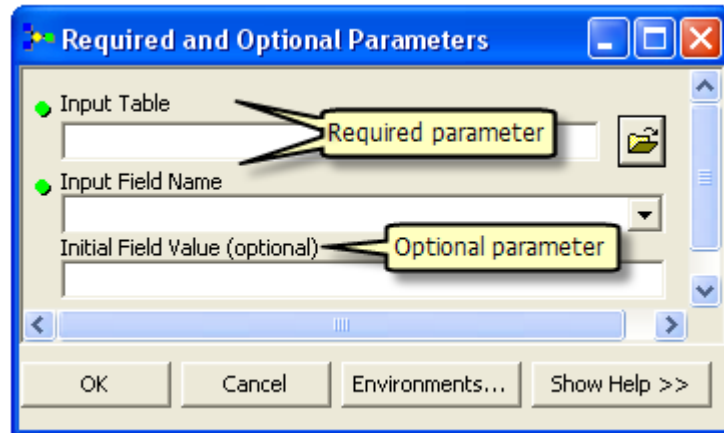 Required and Optional Parameters
Input Table
Required parameter
Input Field Name
Initial Field Value (optional)
Optional parameter
OK
Cancel
Environments...
Show Help >>